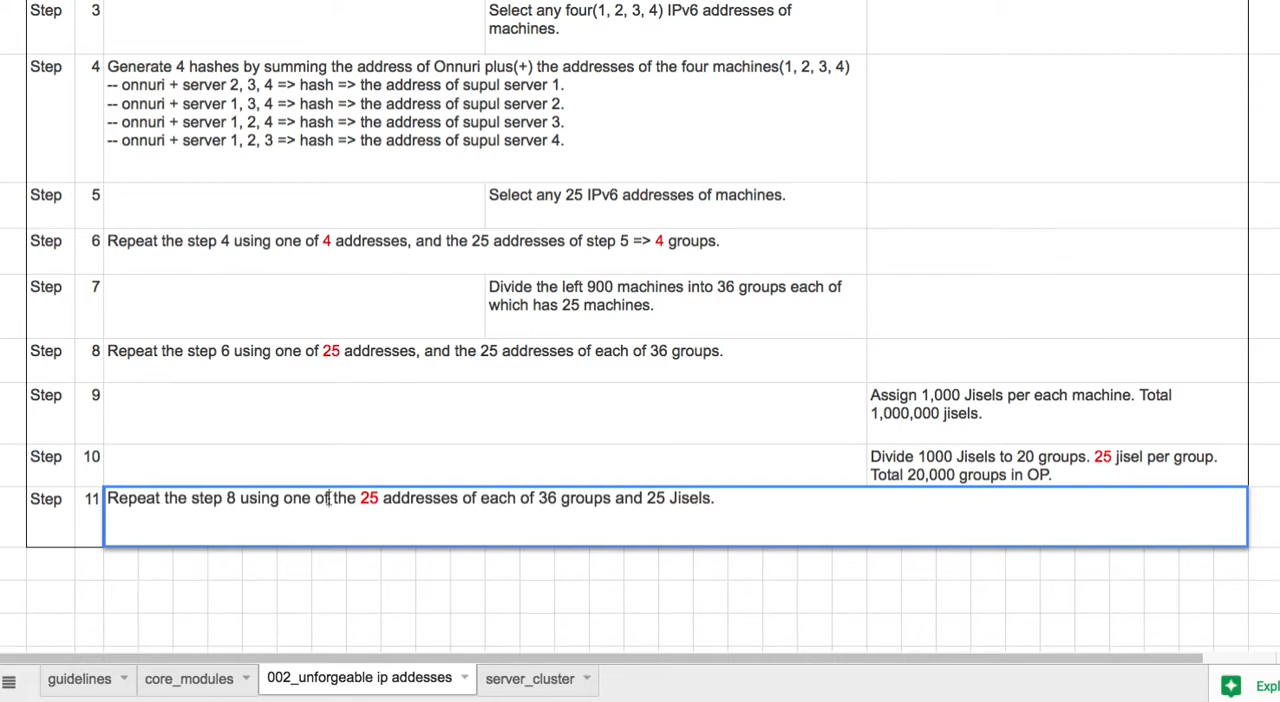 Step 3 Select any four(1, 2, 3, 4) IPv6 addresses of
machines.
Step 4 Generate 4 hashes by summing the address of Onnuri plus(+) the addresses of the four machines(1, 2, 3, 4)
-- onnuri + server 2, 3, 4 => hash => the address of supul server 1.
-- onnuri + server 1, 3, 4 => hash => the address of supul server 2.
-- onnuri + server 1, 2, 4 => hash => the address of supul server 3.
-- onnuri + server 1, 2, 3 => hash => the address of supul server 4.
Step 5 Select any 25 IPv6 addresses of machines.
Step 6 Repeat the step 4 using one of 4 addresses, and the 25 addresses of step 5 => 4 groups.
Step 7 Divide the left 900 machines into 36 groups each of
which has 25 machines.
Step 8 Repeat the step 6 using one of 25 addresses, and the 25 addresses of each of 36 groups.
Step 9 Assign 1,000 Jisels per each machine. Total
1,000,000 jisels.
Step 10 Divide 1000 Jisels to 20 groups. 25 jisel per group.
Total 20,000 groups in OP.
Step 11 Repeat the step 8 using one of the 25 addresses of each of 36 groups and 25 Jisels.
guidelines core_modules 002_unforgeable ip addesses server_cluster